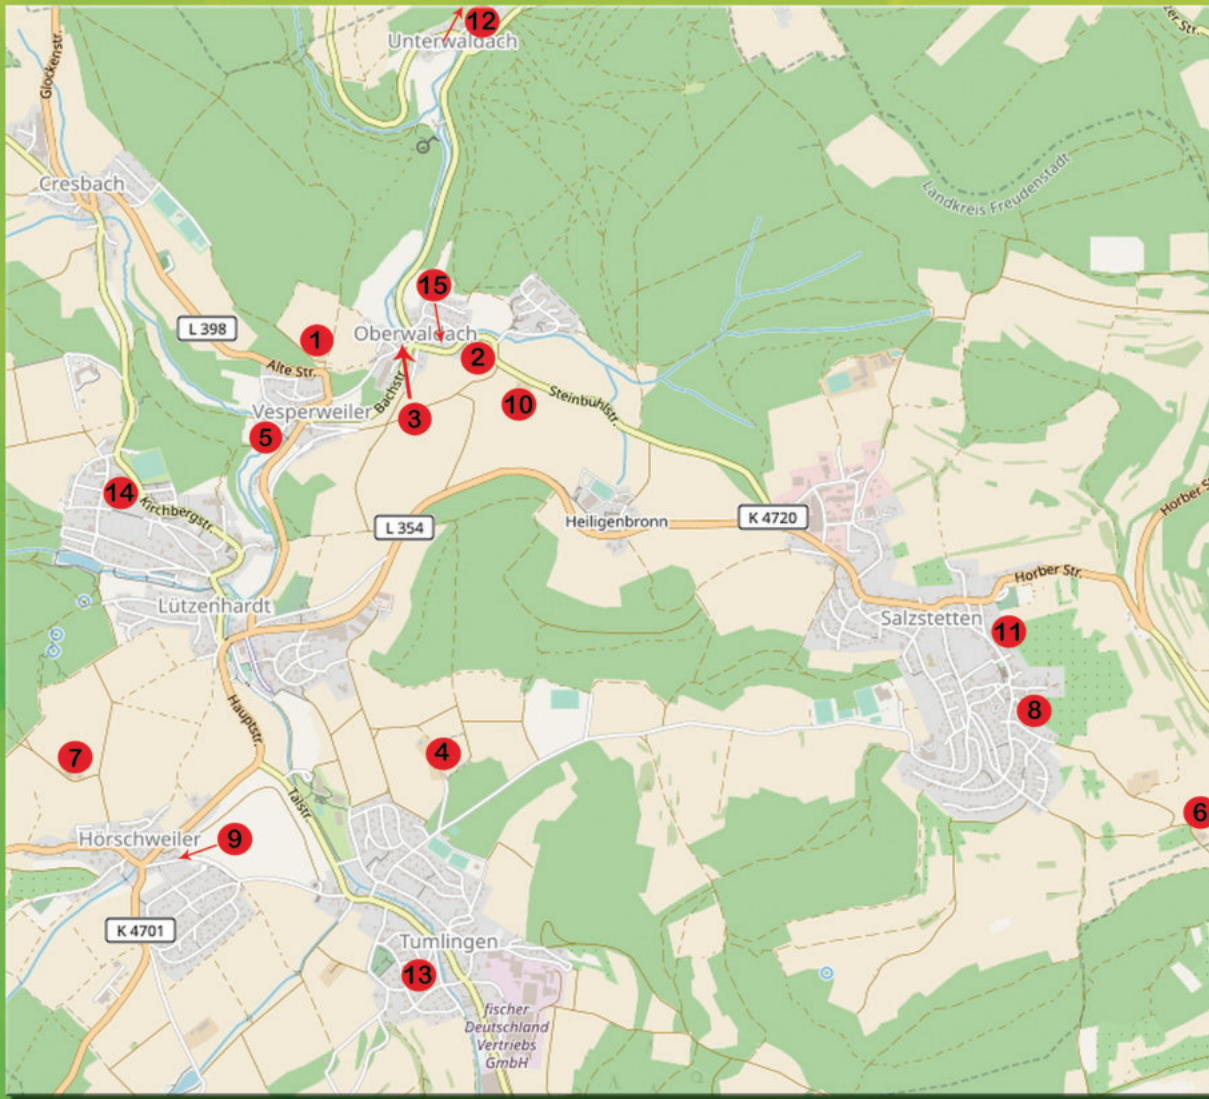 12
Unterwaldach
zer Str.
Glockenstr.
Cresbach
Landkreis Freudenstadt
15
L 398
1
Oberwaldach
2
Alte Str.
Bachstr.
Steinbühlstr.
10
Vesperweiler
3
5
14
Kirchbergstr.
L 354
Heiligenbronn
K 4720
Horber S
Horber Str.
Lützenhardt
Salzstetten
11
Hauptstr.
8
7
4
Talstr.
6
Hörschweiler
9
K 4701
Tumlingen
13
fischer
Deutschland
Vertriebs
GmbH